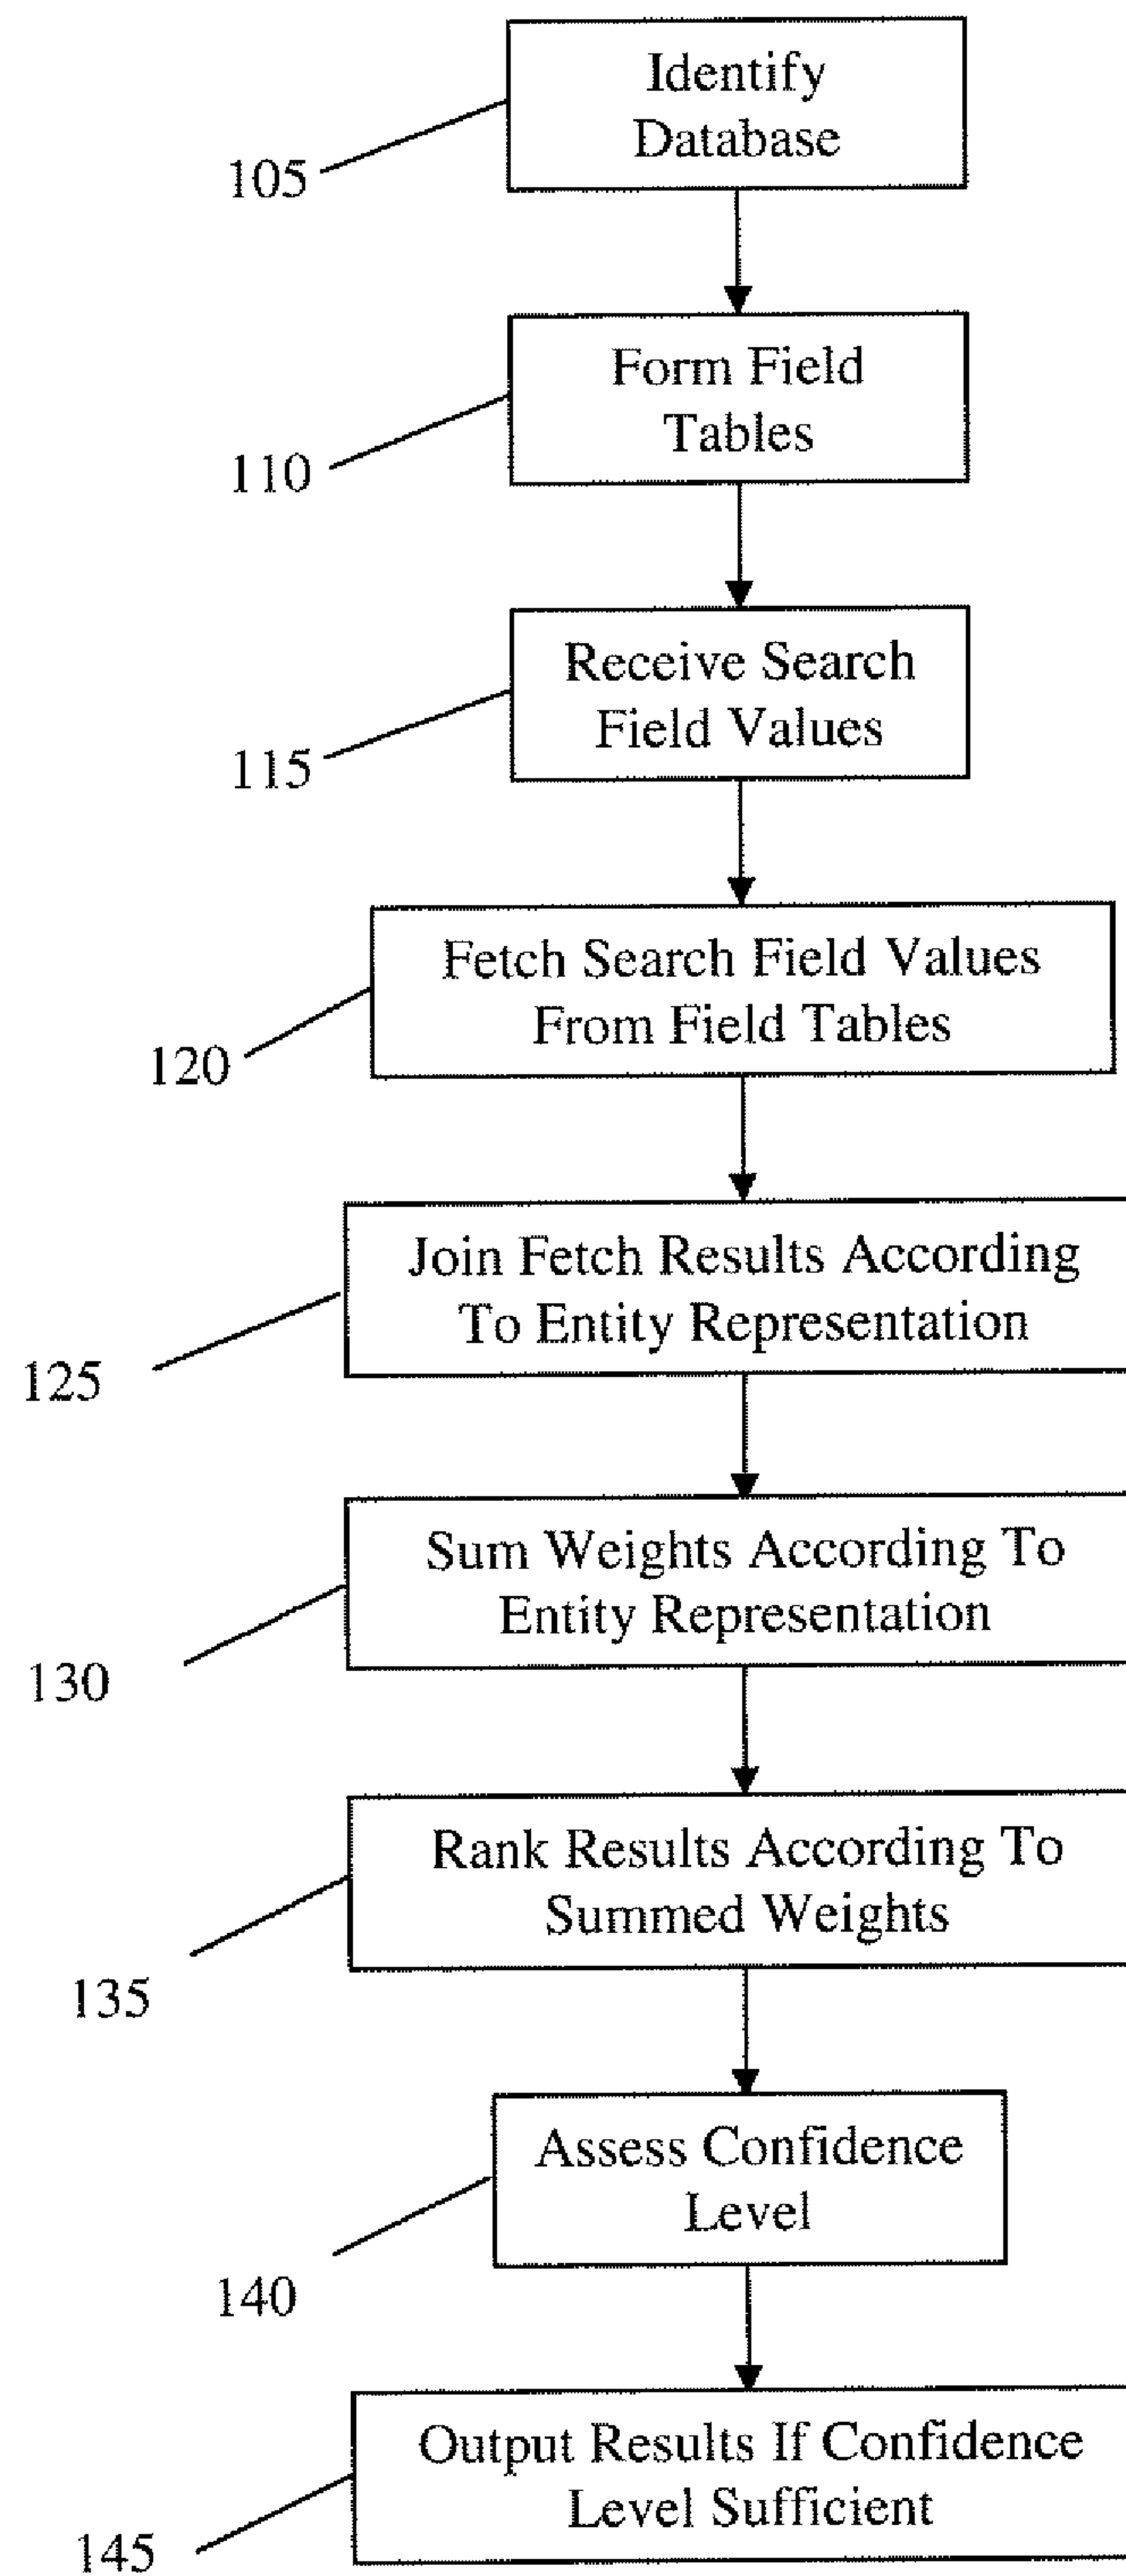 Identify
Database
105
Form Field
Tables
110
Receive Search
Field Values
115
Fetch Search Field Values
From Field Tables
120
Join Fetch Results According
To Entity Representation
125
Sum Weights According To
Entity Representation
130
Rank Results According To
Summed Weights
135
Assess Confidence
Level
140
Output Results If Confidence
Level Sufficient
145